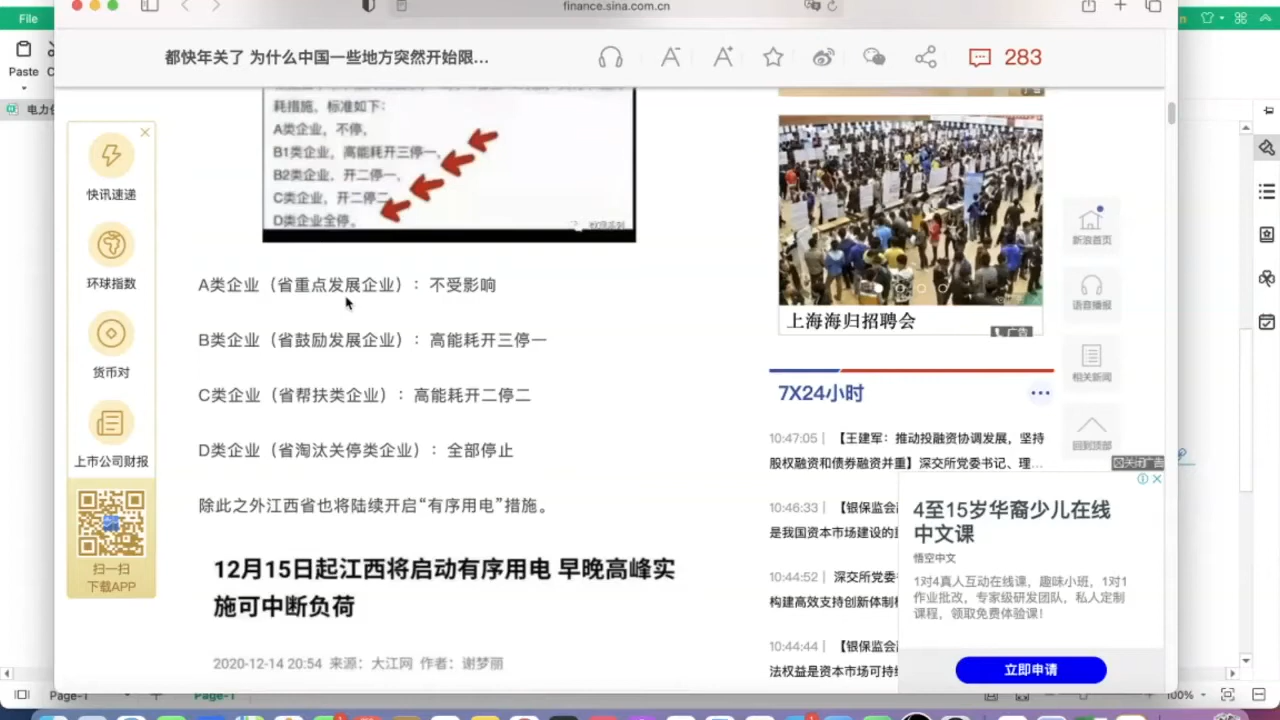 finance.sina.com.cn
File
都快年关了 为什么中国一些地方突然开始限...
283
Paste
耗措施，标准如下：
A类企业，不停，
B1类企业，高能耗开三停一，
B2类企业，开二停一，
C类企业，开二停二
D类企业全停。
快讯速递
环球指数
货币对
上市公司财报
扫一扫
下载APP
A类企业（省重点发展企业）：不受影响
B类企业（省鼓励发展企业）：高能耗开三停一
C类企业（省帮扶类企业）：高能耗开二停二
D类企业（省淘汰关停类企业）：全部停止
除此之外江西省也将陆续开启“有序用电”措施。
12月15日起江西将启动有序用电 早晚高峰实
施可中断负荷
2020-12-14 20:54 来源：大江网 作者：谢梦丽
广告
上海海归招聘会
广告
新浪首页
语音播报
相关新闻
回到顶部
7X24小时
10:47:05 | 【王建军：推动投融资协调发展，坚持
股权融资和债券融资并重】深交所党委书记、理...
10:46:33 | 【银保监会
是我国资本市场建设的
10:44:52 | 深交所党委
构建高效支持创新体制
10:44:44 | 【银保监会
法权益是资本市场可持续
关闭广告
4至15岁华裔少儿在线
中文课
悟空中文
1对4真人互动在线课，趣味小班，1对1
作业批改，专家级研发团队，私人定制
课程，领取免费体验课！
立即申请
Page-1
Page-1
100%